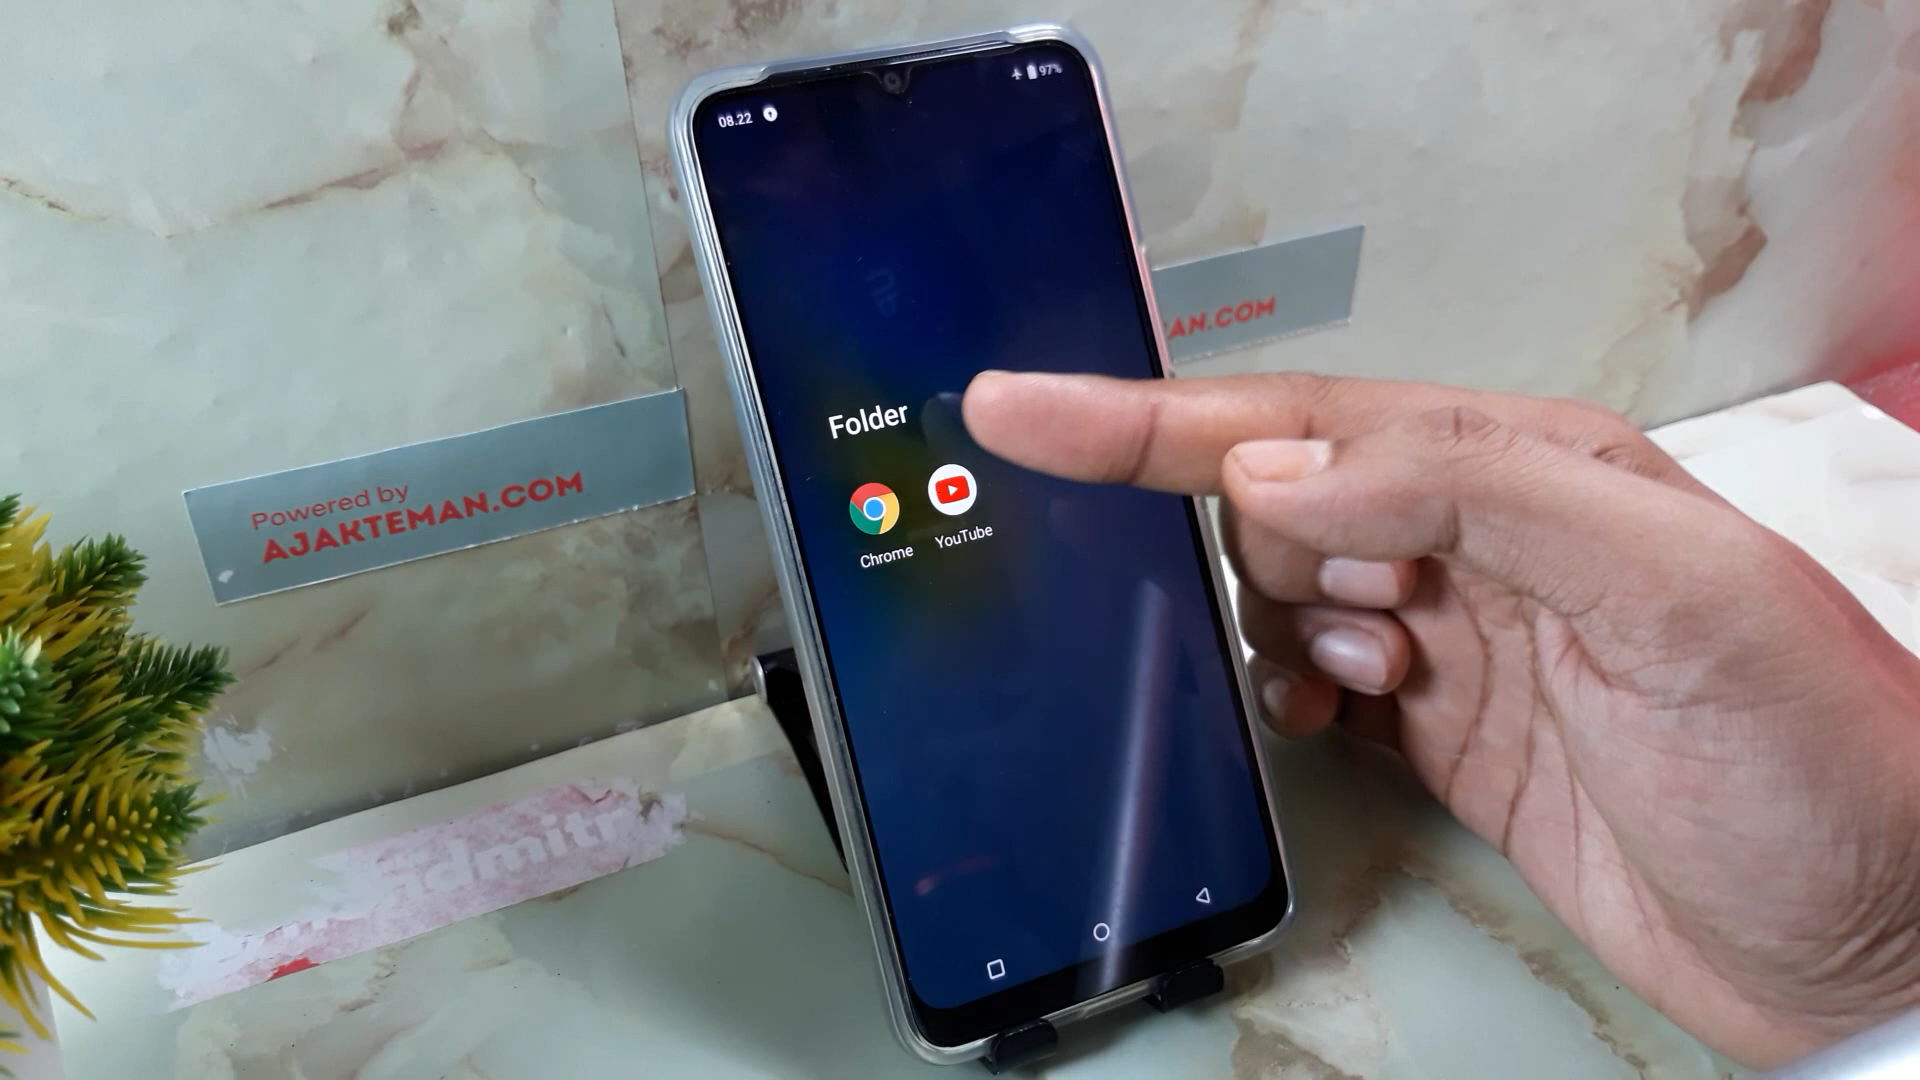 08.22
97%
Folder
Chrome
YouTube
Powered by
AJAKTEMAN.COM
AN.COM